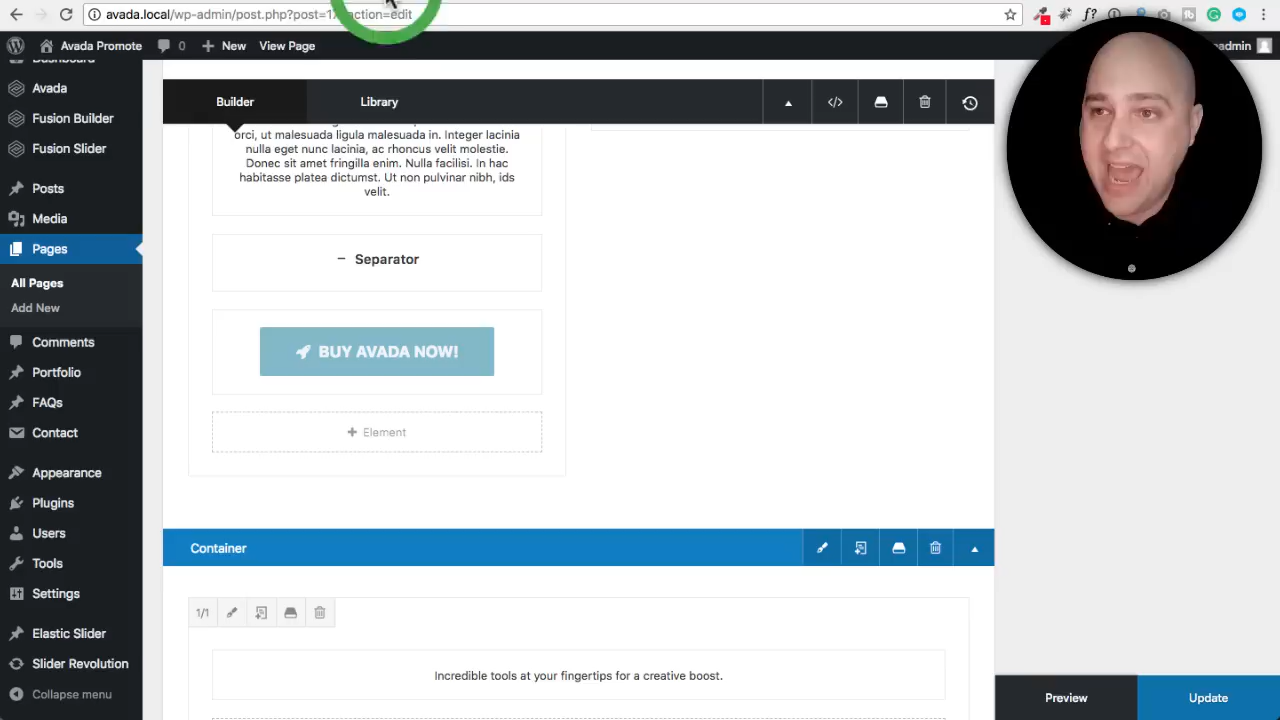 avada.local/wp-admin/post.php?post=1 action=edit
Avada Promote
0
New
View Page
admin
Dashboard
Avada
Fusion Builder
Fusion Slider
Posts
Media
Pages
All Pages
Add New
Comments
Portfolio
FAQs
Contact
Appearance
Plugins
Users
Tools
Settings
Elastic Slider
Slider Revolution
Collapse menu
Builder
Library
orci, ut malesuada ligula malesuada in. Integer lacinia
nulla eget nunc lacinia, ac rhoncus velit molestie.
Donec sit amet fringilla enim. Nulla facilisi. In hac
habitasse platea dictumst. Ut non pulvinar nibh, ids
velit.
Separator
BUY AVADA NOW!
+ Element
Container
1/1
Incredible tools at your fingertips for a creative boost.
Preview
Update